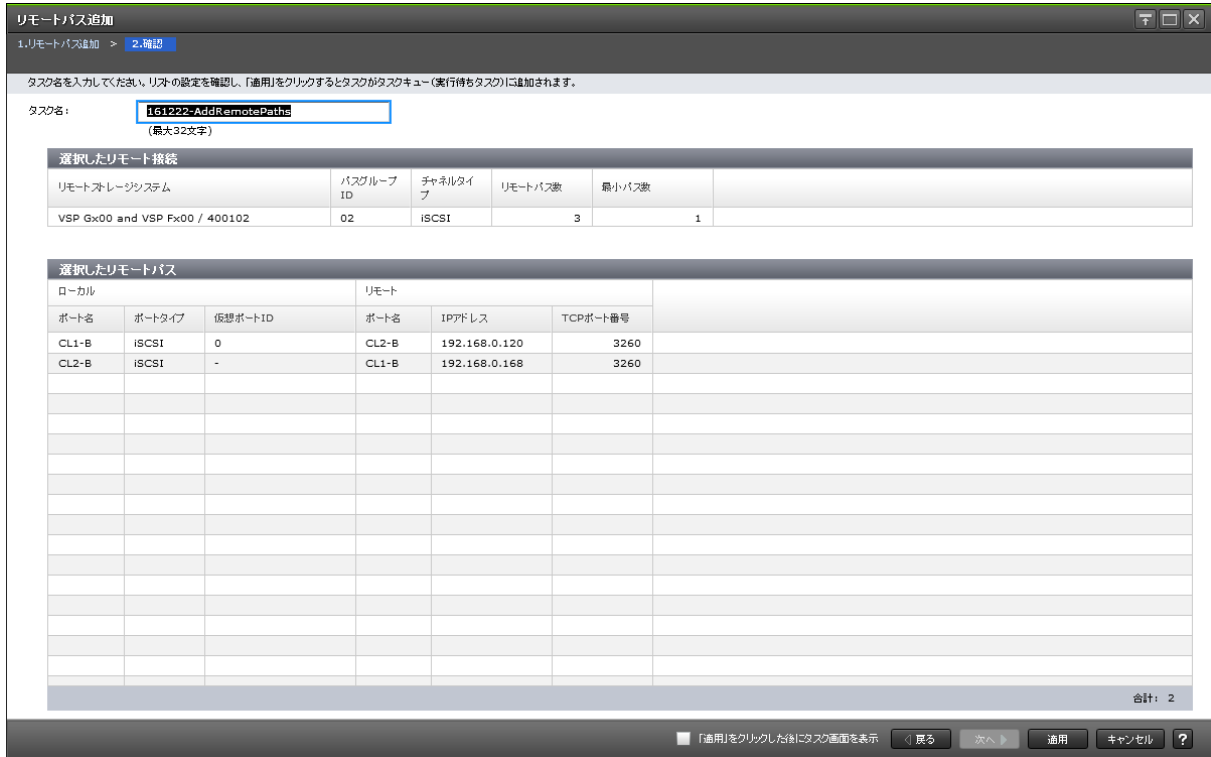 リモートパス追加
1.リモートパス追加 > 2.確認
タスク名を入力してください。リストの設定を確認し、「適用」をクリックするとタスクがタスクキュー(実行待ちタスク)に追加されます。
タスク名: 161222-AddRemotePaths
(最大32文字)
選択したリモート接続
リモートストレージシステム パスグループID チャネルタイプ リモートパス数 最小パス数
VSP Gx00 and VSP Fx00 / 400102 02 iSCSI 3 1
選択したリモートパス
ローカル リモート
ポート名 ポートタイプ 仮想ポートID ポート名 IPアドレス TCPポート番号
CL1-B iSCSI 0 CL2-B 192.168.0.120 3260
CL2-B iSCSI - CL1-B 192.168.0.168 3260
合計: 2
「適用」をクリックした後にタスク画面を表示 戻る 次へ 適用 キャンセル ?